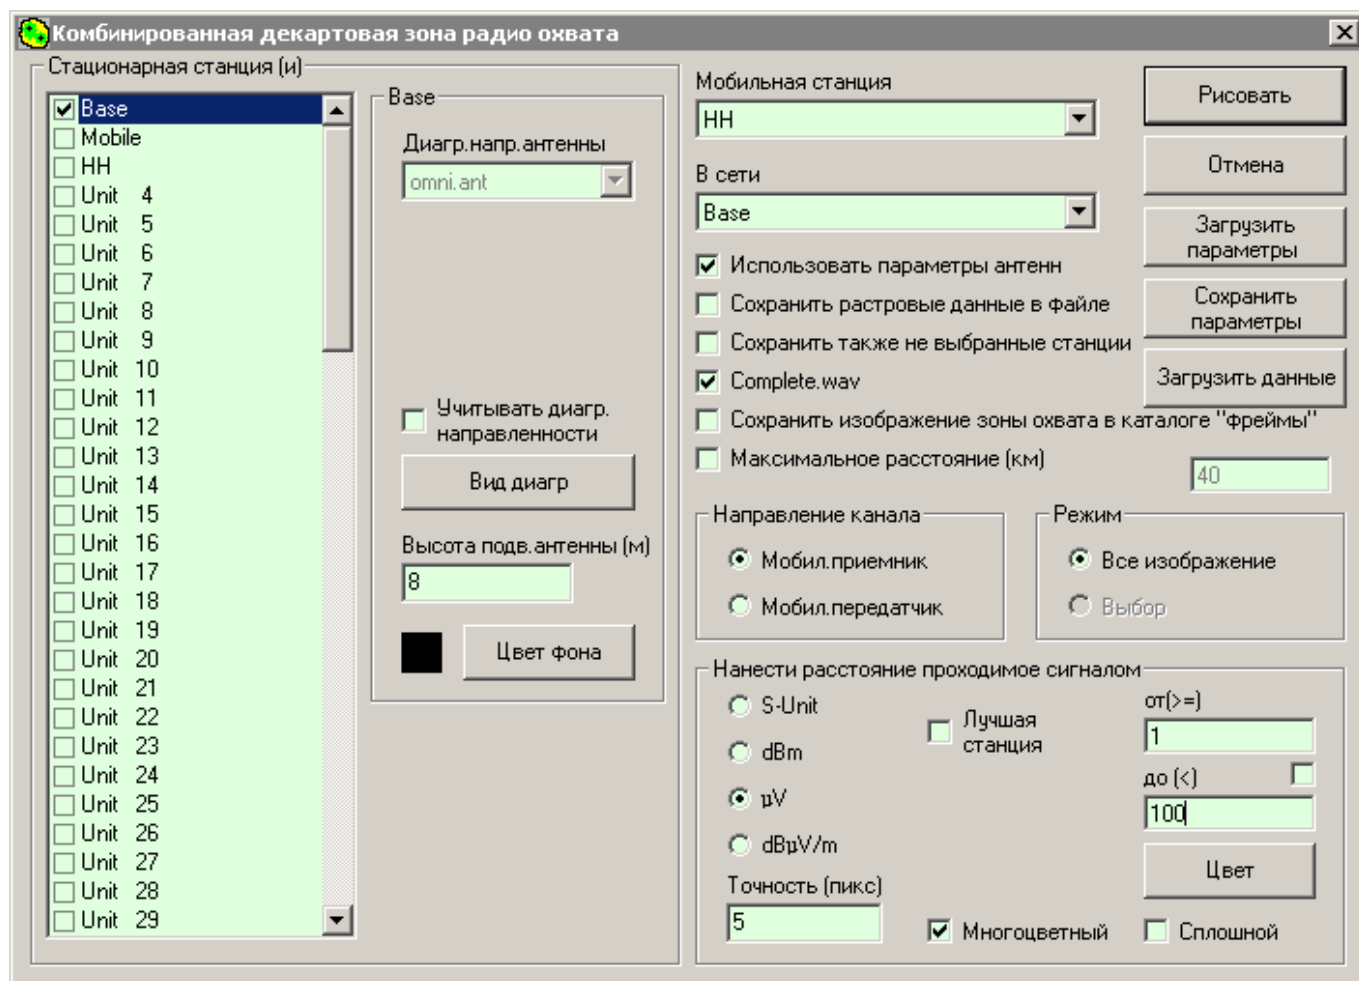 Комбинированная декартовая зона радио охвата
Стационарная станция (и)
Base
Mobile
HH
Unit 4
Unit 5
Unit 6
Unit 7
Unit 8
Unit 9
Unit 10
Unit 11
Unit 12
Unit 13
Unit 14
Unit 15
Unit 16
Unit 17
Unit 18
Unit 19
Unit 20
Unit 21
Unit 22
Unit 23
Unit 24
Unit 25
Unit 26
Unit 27
Unit 28
Unit 29
Base
Диагр.напр.антенны
omni.ant
Учитывать диагр.
направленности
Вид диагр
Высота подв.антенны (м)
8
Цвет фона
Мобильная станция
HH
В сети
Base
Использовать параметры антенн
Сохранить растровые данные в файле
Сохранить также не выбранные станции
Complete.wav
Сохранить изображение зоны охвата в каталоге "фреймы"
Максимальное расстояние (км)
40
Рисовать
Отмена
Загрузить
параметры
Сохранить
параметры
Загрузить данные
Направление канала
Мобил.приемник
Мобил.передатчик
Режим
Все изображение
Выбор
Нанести расстояние проходимое сигналом
S-Unit
dBm
µV
dBµV/m
Точность (пикс)
5
Лучшая
станция
Многоцветный
от(>=)
1
до (<)
100
Цвет
Сплошной